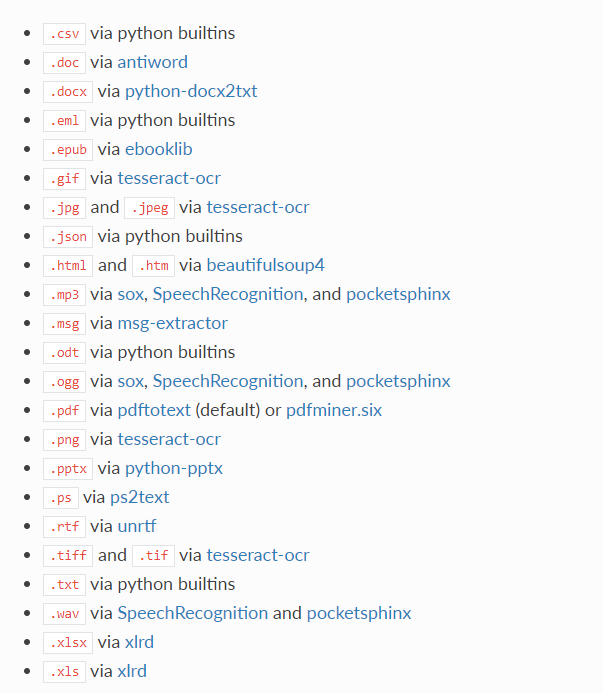 .csv via python builtins
.doc via antiword
.docx via python-docx2txt
.eml via python builtins
.epub via ebooklib
.gif via tesseract-ocr
.jpg and .jpeg via tesseract-ocr
.json via python builtins
.html and .htm via beautifulsoup4
.mp3 via sox, SpeechRecognition, and pocketsphinx
.msg via msg-extractor
.odt via python builtins
.ogg via sox, SpeechRecognition, and pocketsphinx
.pdf via pdftotext (default) or pdfminer.six
.png via tesseract-ocr
.pptx via python-pptx
.ps via ps2text
.rtf via unrtf
.tiff and .tif via tesseract-ocr
.txt via python builtins
.wav via SpeechRecognition and pocketsphinx
.xlsx via xlrd
.xls via xlrd